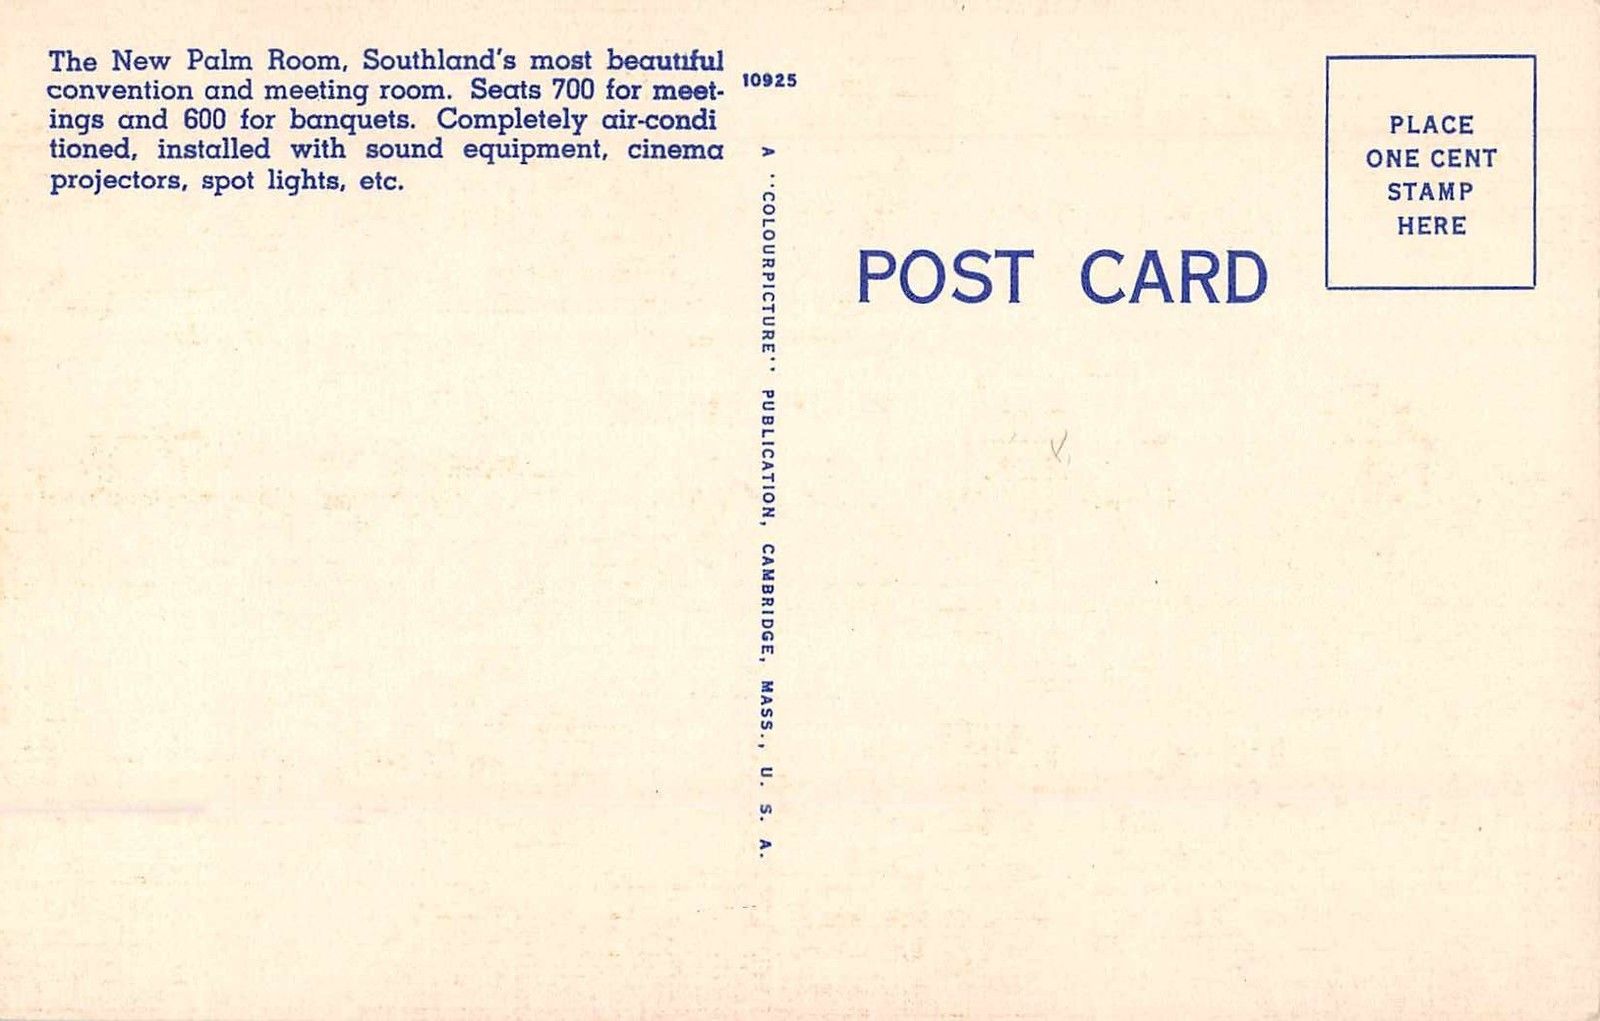 The New Palm Room, Southland's most beautiful
convention and meeting room. Seats 700 for meet-
ings and 600 for banquets. Completely air-condi
tioned, installed with sound equipment, cinema
projectors, spot lights, etc.
10925
A "COLOURPICTURE" PUBLICATION, CAMBRIDGE, MASS., U. S. A.
POST CARD
PLACE
ONE CENT
STAMP
HERE